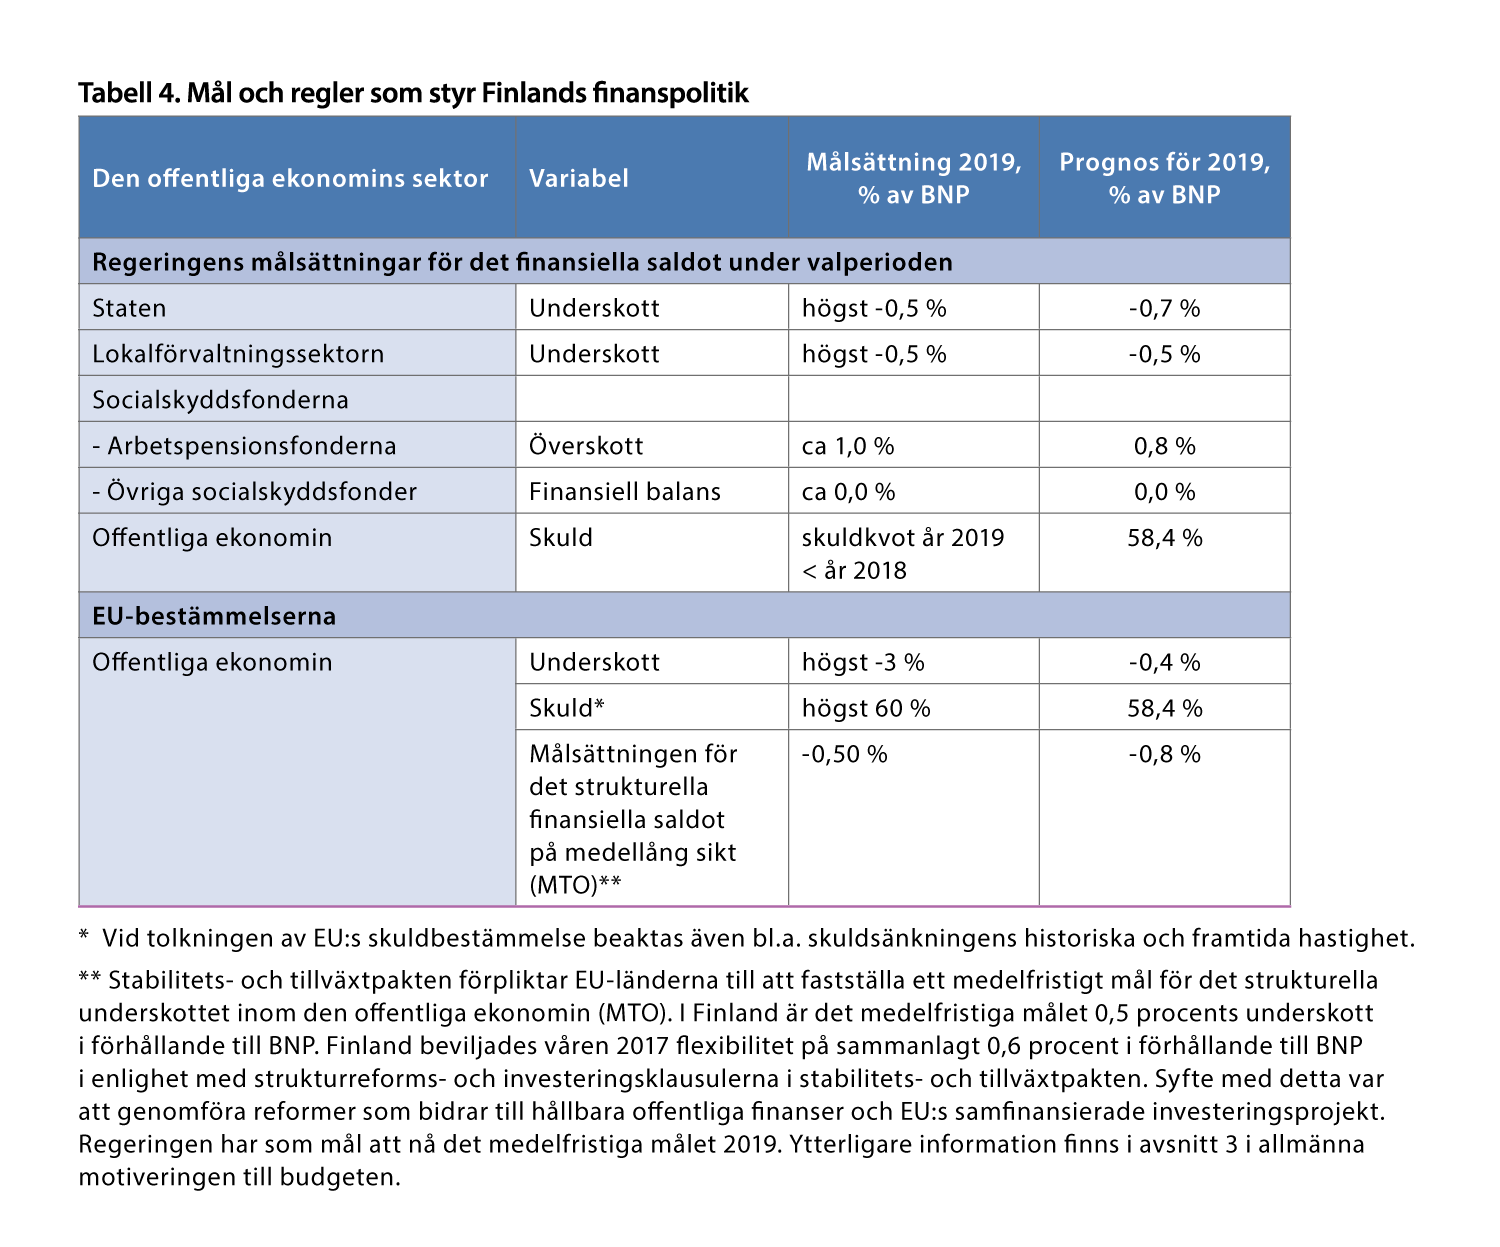 Tabell 4. Mål och regler som styr Finlands finanspolitik
Den offentliga ekonomins sektor Variabel Målsättning 2019, % av BNP Prognos för 2019, % av BNP
Regeringens målsättningar för det finansiella saldot under valperioden
Staten Underskott högst -0,5 % -0,7 %
Lokalförvaltningssektorn Underskott högst -0,5 % -0,5 %
Socialskyddsfonderna
- Arbetspensionsfonderna Överskott ca 1,0 % 0,8 %
- Övriga socialskyddsfonder Finansiell balans ca 0,0 % 0,0 %
Offentliga ekonomin Skuld skuldkvot år 2019 58,4 %
< år 2018
EU-bestämmelserna
Offentliga ekonomin Underskott högst -3 % -0,4 %
Skuld* högst 60 % 58,4 %
Målsättningen för -0,50 % -0,8 %
det strukturella
finansiella saldot
på medellång sikt
(MTO)**
* Vid tolkningen av EU:s skuldbestämmelse beaktas även bl.a. skuldsänkningens historiska och framtida hastighet.
** Stabilitets- och tillväxtpakten förpliktar EU-länderna till att fastställa ett medelfristigt mål för det strukturella
underskottet inom den offentliga ekonomin (MTO). I Finland är det medelfristiga målet 0,5 procents underskott
i förhållande till BNP. Finland beviljades våren 2017 flexibilitet på sammanlagt 0,6 procent i förhållande till BNP
i enlighet med strukturreforms- och investeringsklausulerna i stabilitets- och tillväxtpakten. Syfte med detta var
att genomföra reformer som bidrar till hållbara offentliga finanser och EU:s samfinansierade investeringsprojekt.
Regeringen har som mål att nå det medelfristiga målet 2019. Ytterligare information finns i avsnitt 3 i allmänna
motiveringen till budgeten.